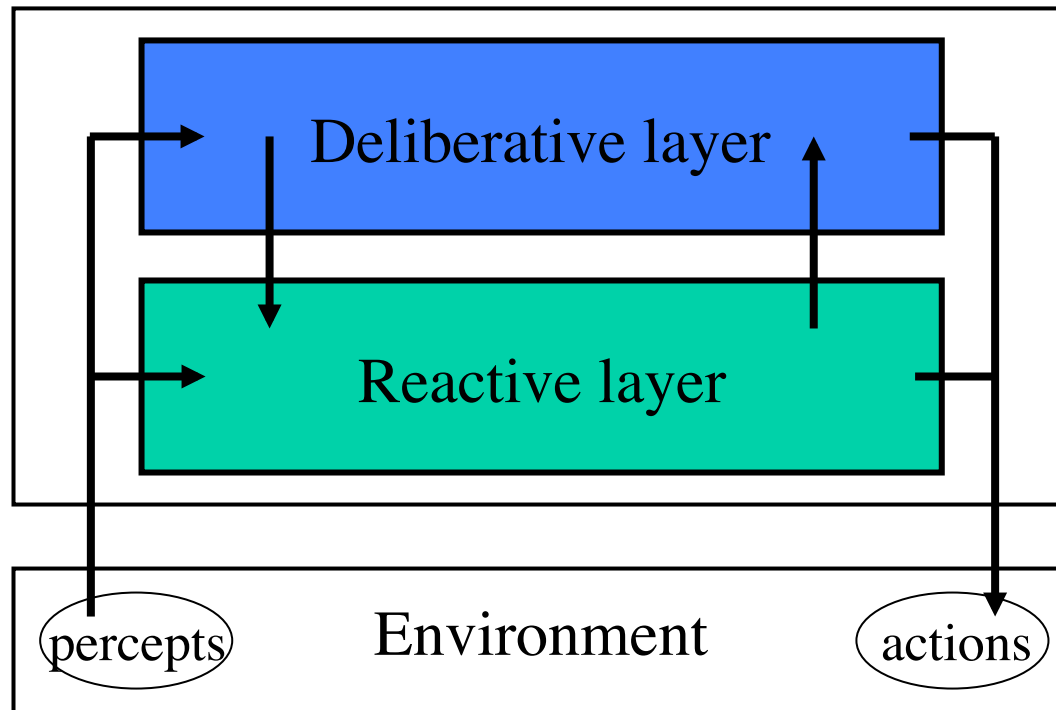 Deliberative layer
Reactive layer
percepts
Environment
actions